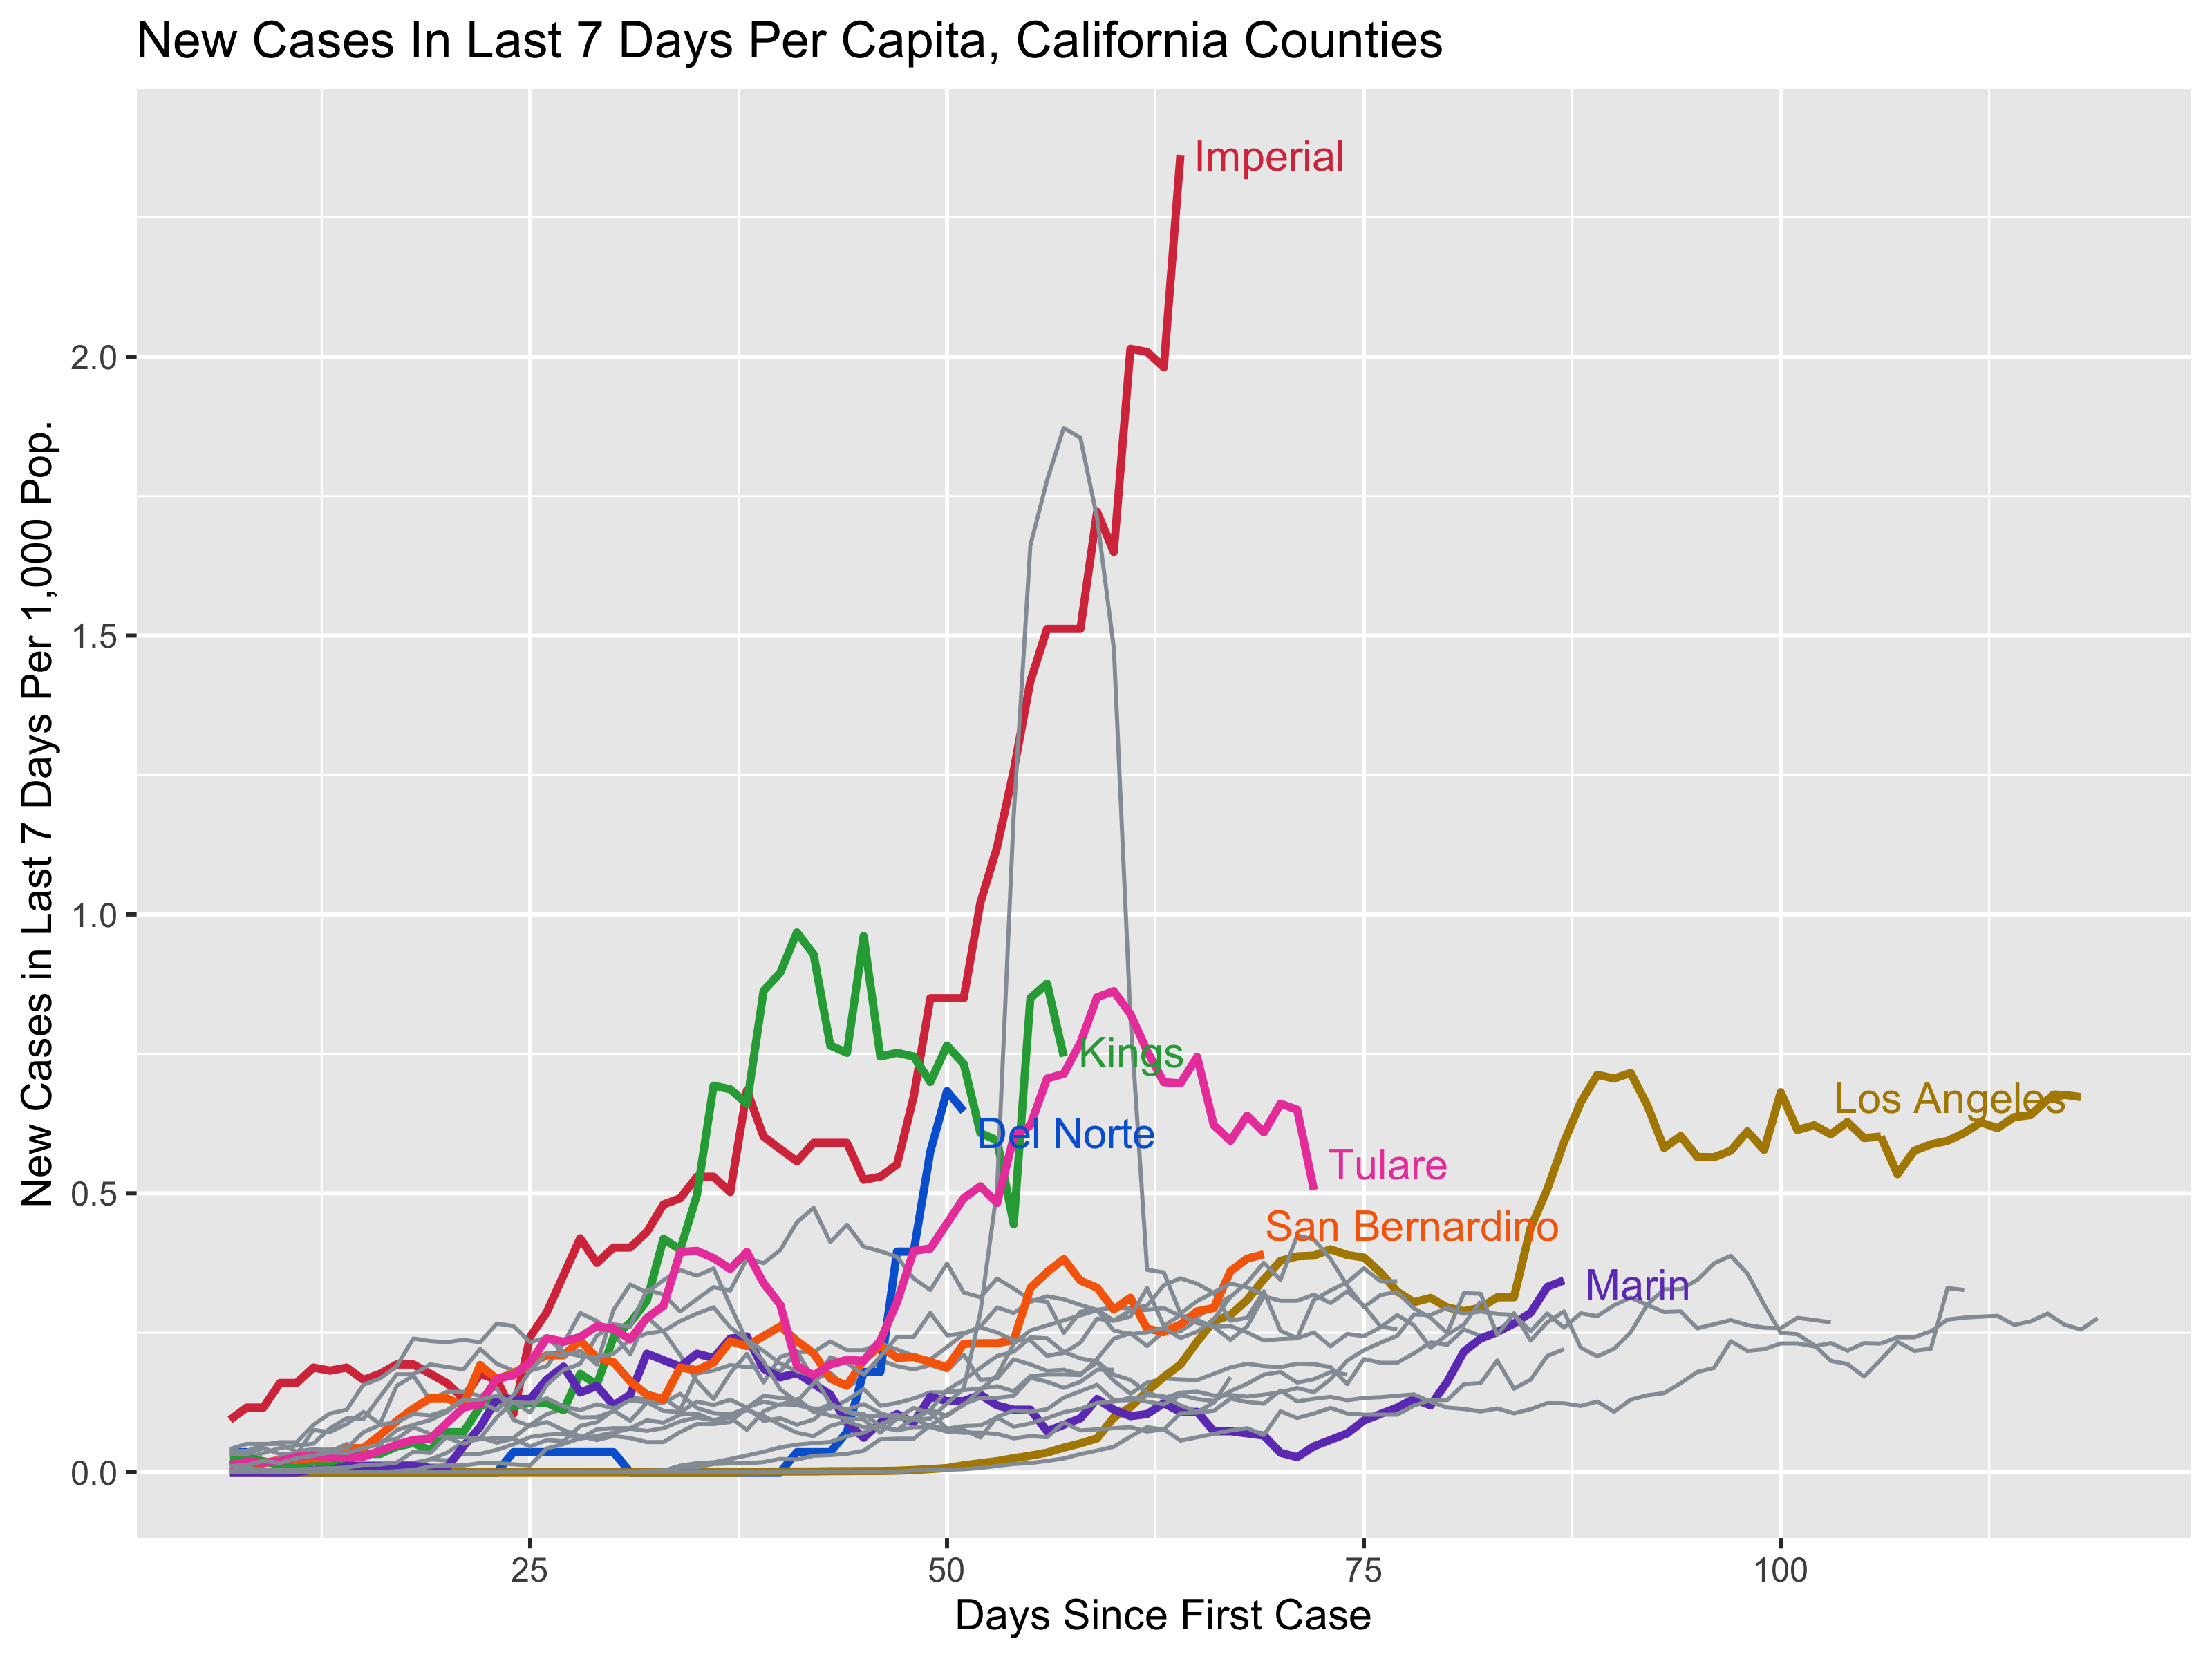 New Cases In Last 7 Days Per Capita, California Counties
New Cases in Last 7 Days Per 1,000 Pop.
Imperial
2.0
1.5
1.0
Kings
Los Angeles
Del Norte
Tulare
0.5
San Bernardino
Marin
0.0
25
50
75
100
Days Since First Case